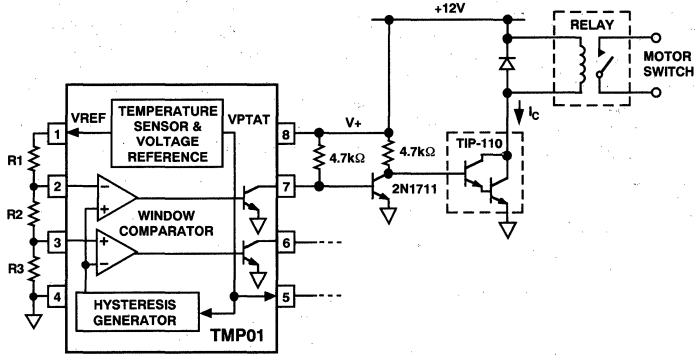 +12V
RELAY
MOTOR
SWITCH
IC
TEMPERATURE
SENSOR &
VOLTAGE
REFERENCE
VREF
VPTAT
1
8
V+
4.7kΩ
4.7kΩ
TIP-110
R1
2
7
2N1711
R2
WINDOW
COMPARATOR
3
6
R3
4
5
HYSTERESIS
GENERATOR
TMP01
− 
+
+
−